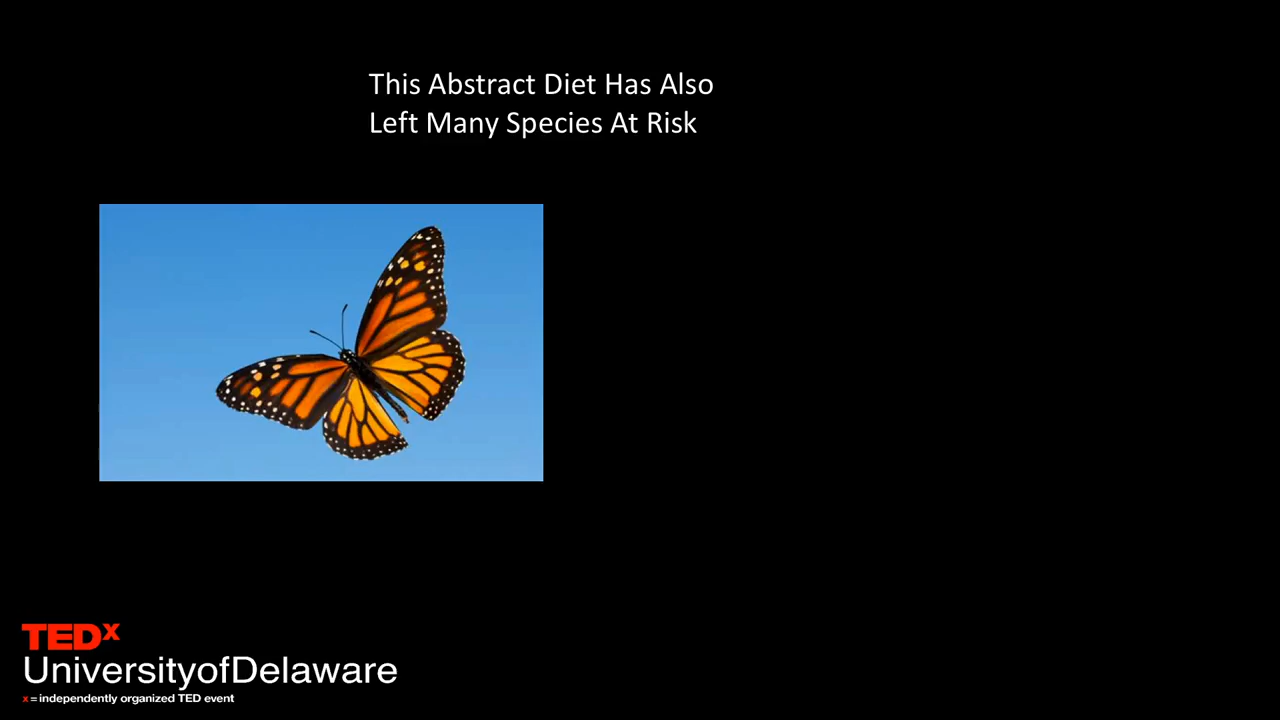 This Abstract Diet Has Also
Left Many Species At Risk
TEDx
UniversityofDelaware
x = independently organized TED event